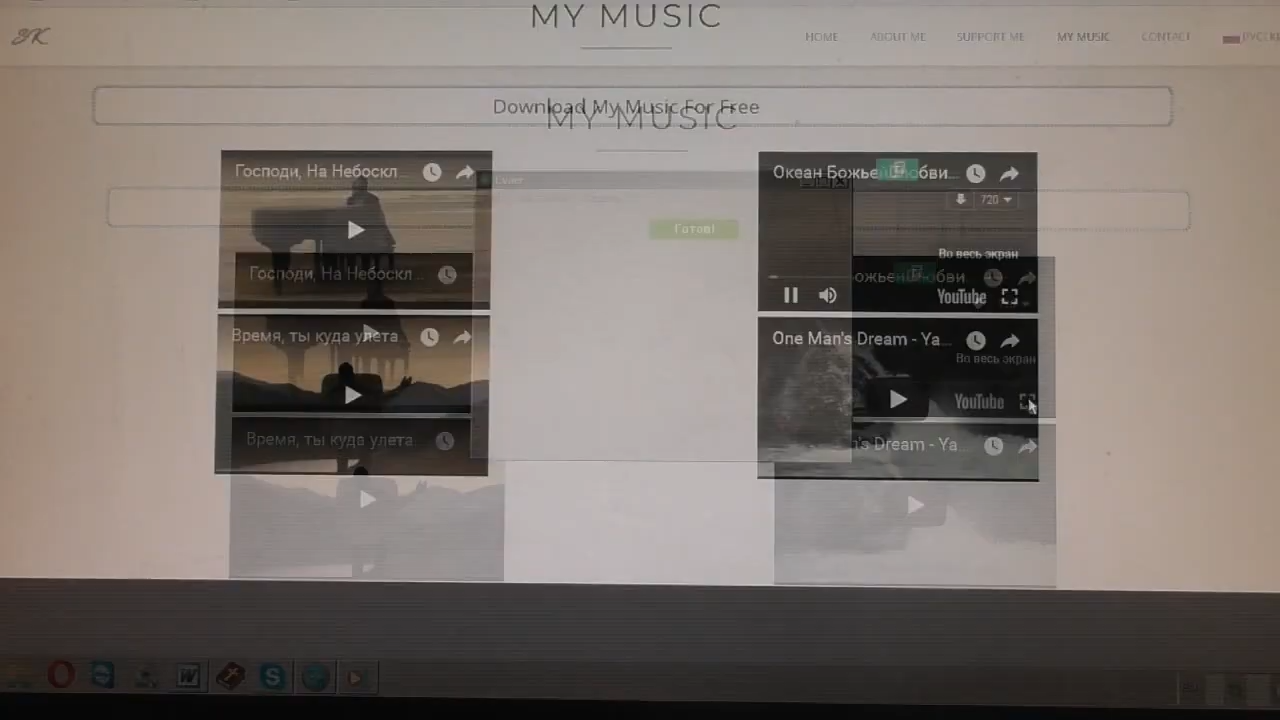 MY MUSIC
HOME ABOUT ME SUPPORT ME MY MUSIC CONTACT
Download My Music For Free
MY MUSIC
Господи, На Небоскл...
Океан Божьей Любви...
720
Готов!
Во весь экран
Господи, На Небоскл...
YouTube
Время, ты куда улета...
One Man's Dream - Ya...
Во весь экран
YouTube
Время, ты куда улета...
's Dream - Ya...